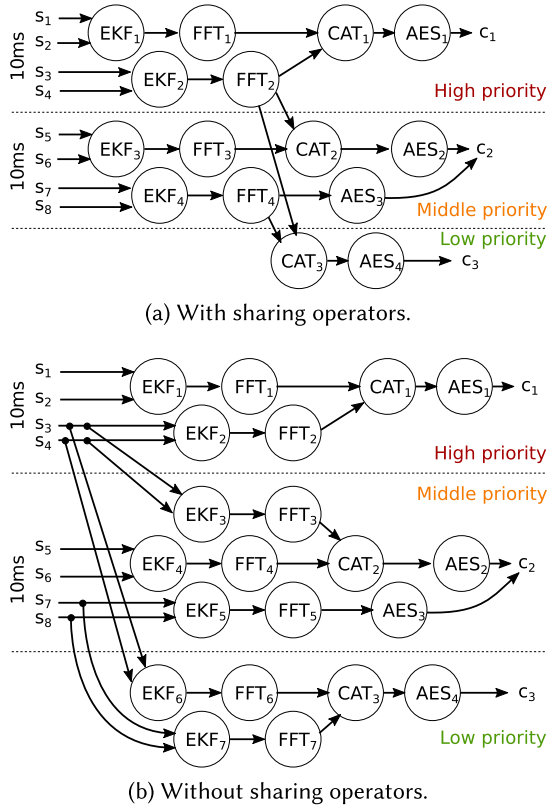 10ms
s₁ EKF₁ FFT₁ CAT₁ AES₁ c₁
s₂
s₃ EKF₂ FFT₂
s₄
High priority
10ms
s₅ EKF₃ FFT₃ CAT₂ AES₂ c₂
s₆
s₇ EKF₄ FFT₄ AES₃
s₈
Middle priority
Low priority
CAT₃ AES₄ c₃
(a) With sharing operators.
10ms
s₁ EKF₁ FFT₁ CAT₁ AES₁ c₁
s₂
s₃ EKF₂ FFT₂
s₄
High priority
Middle priority
EKF₃ FFT₃
10ms
s₅ EKF₄ FFT₄ CAT₂ AES₂ c₂
s₆
s₇ EKF₅ FFT₅ AES₃
s₈
EKF₆ FFT₆ CAT₃ AES₄ c₃
EKF₇ FFT₇
Low priority
(b) Without sharing operators.